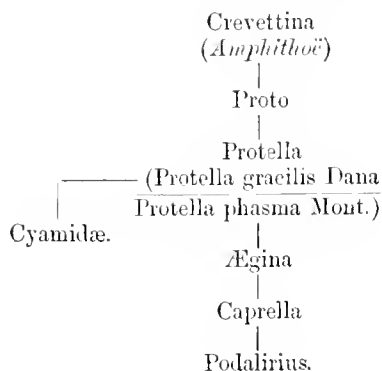 Crevettina
(Amphithoë)
Proto
Protella
(Protella gracilis Dana
Protella phasma Mont.)
Cyamidæ.
Ægina
Caprella
Podalirius.